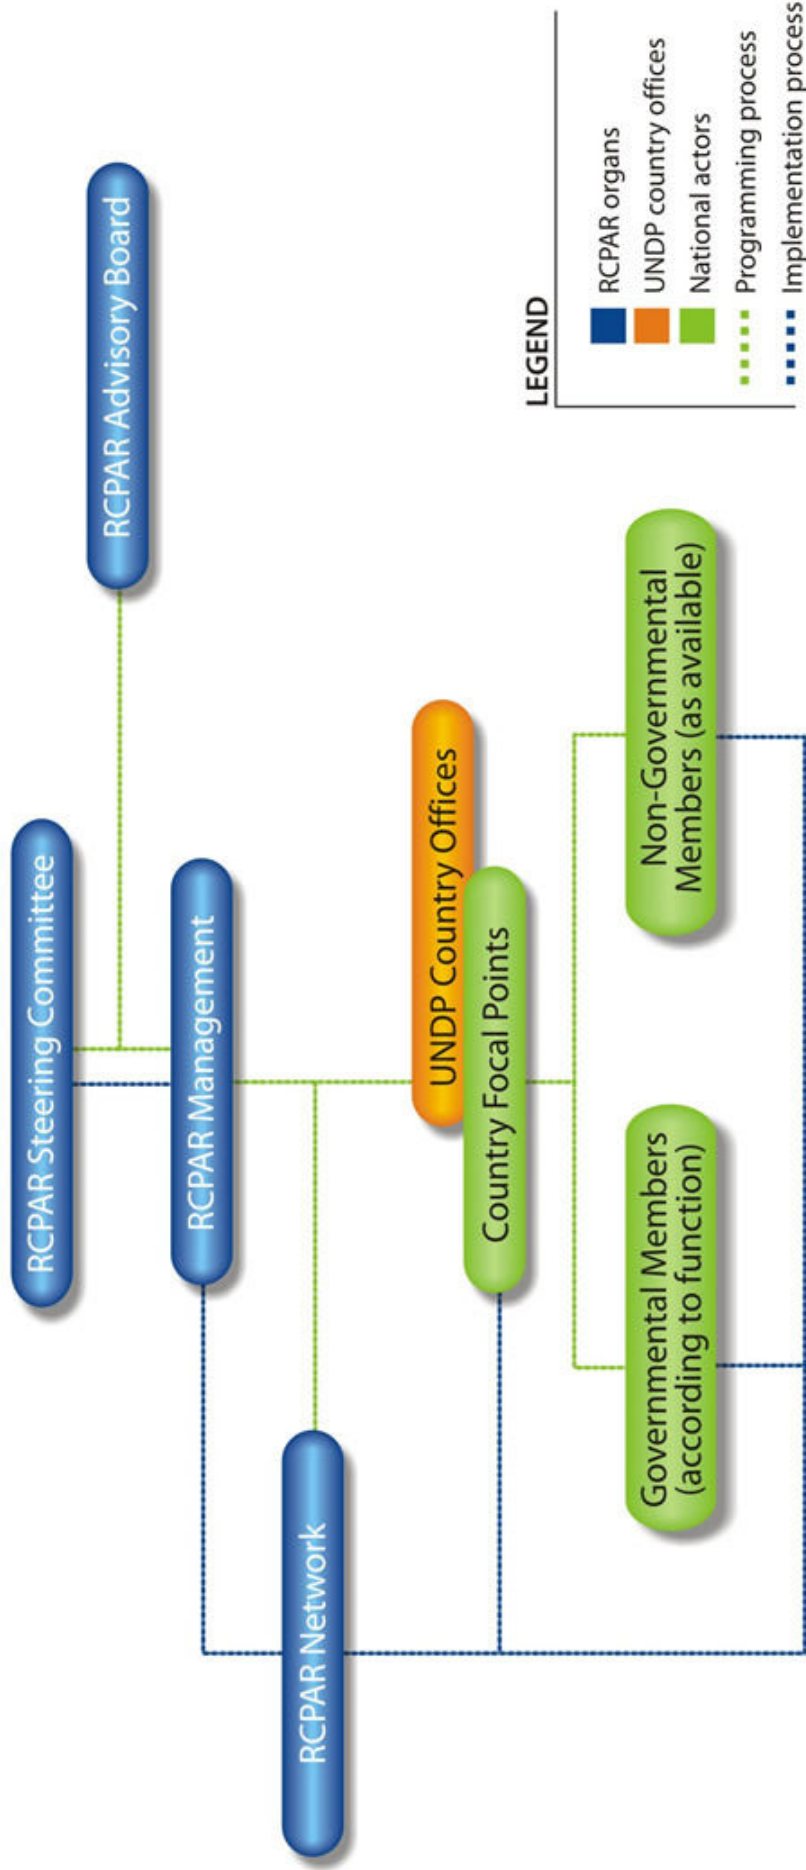 RCPAR Steering Committee
RCPAR Advisory Board
RCPAR Management
RCPAR Network
UNDP Country Offices
Country Focal Points
Governmental Members
(according to function)
Non-Governmental
Members (as available)
LEGEND
RCPAR organs
UNDP country offices
National actors
Programming process
Implementation process